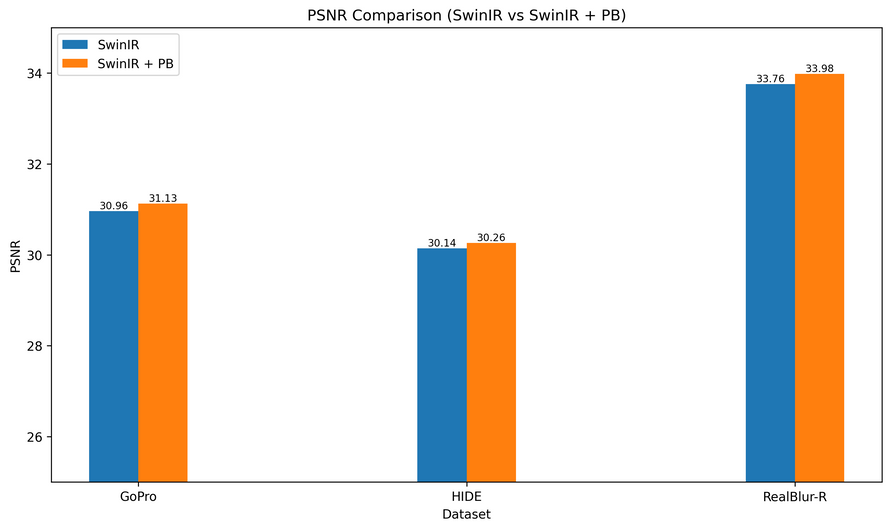 PSNR Comparison (SwinIR vs SwinIR + PB)
SwinIR
SwinIR + PB
PSNR
34
32
30
28
26
30.96
31.13
30.14
30.26
33.76
33.98
GoPro
HIDE
RealBlur-R
Dataset